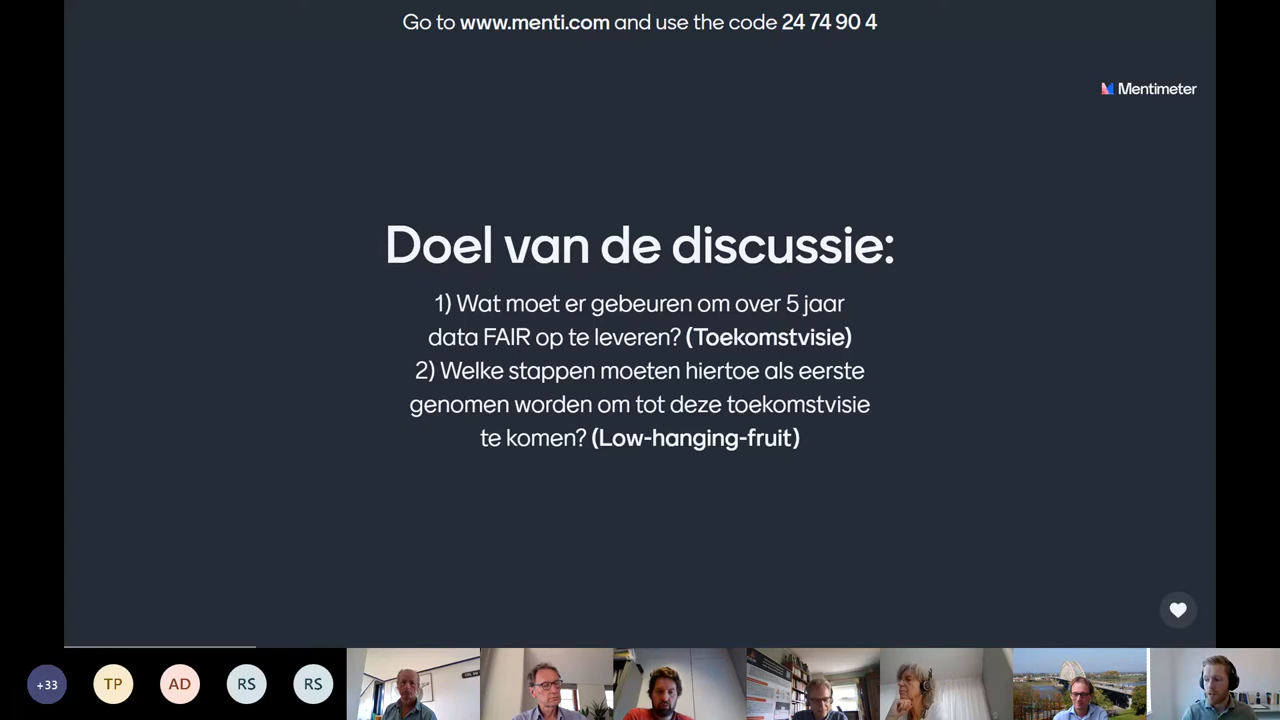 Go to www.menti.com and use the code 24 74 90 4
Mentimeter
Doel van de discussie:
1) Wat moet er gebeuren om over 5 jaar
data FAIR op te leveren? (Toekomstvisie)
2) Welke stappen moeten hiertoe als eerste
genomen worden om tot deze toekomstvisie
te komen? (Low-hanging-fruit)
+33
TP
AD
RS
RS